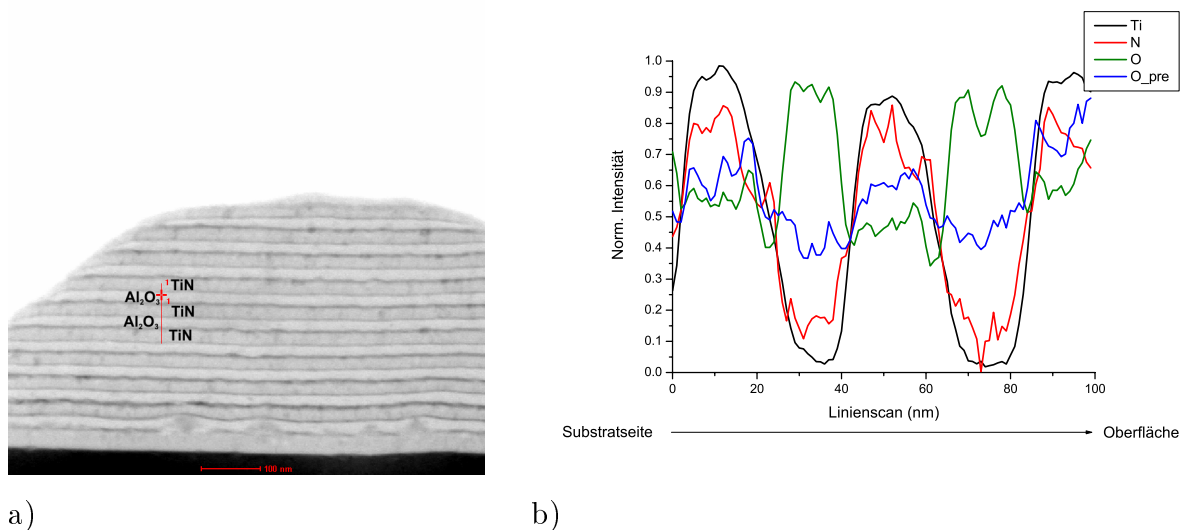 TiN
1
Al₂O₃
1
TiN
Al₂O₃
TiN
100 nm
a)
Ti
N
O
O_pre
1.0
0.9
0.8
0.7
0.6
0.5
0.4
0.3
0.2
0.1
0.0
Norm. Intensität
0 20 40 60 80 100
Linienscan (nm)
Substratseite Oberfläche
b)